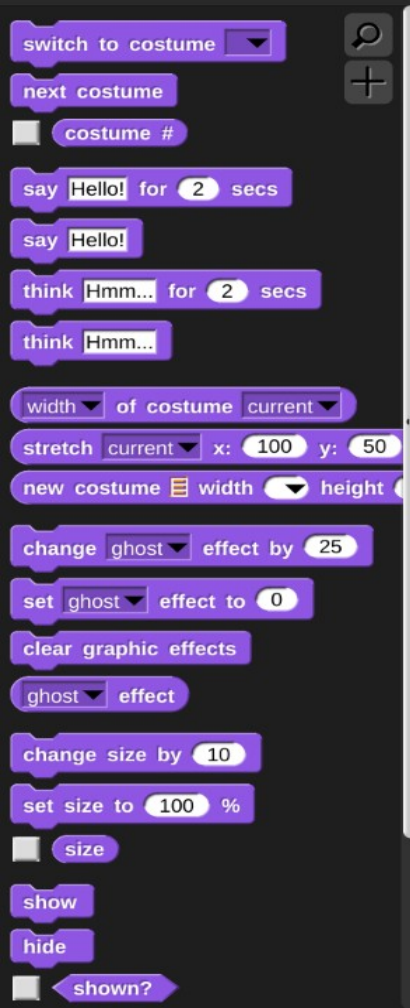 switch to costume
next costume
costume #
say Hello! for 2 secs
say Hello!
think Hmm... for 2 secs
think Hmm...
width of costume current
stretch current x: 100 y: 50
new costume width height
change ghost effect by 25
set ghost effect to 0
clear graphic effects
ghost effect
change size by 10
set size to 100 %
size
show
hide
shown?